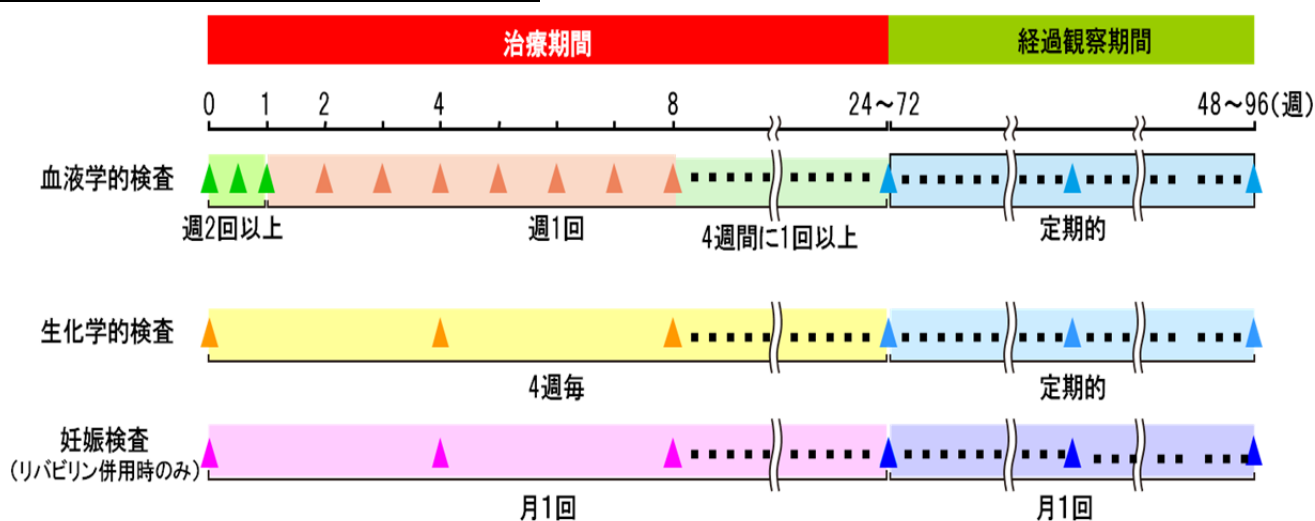 治療期間 経過観察期間
0 1 2 4 8 24～72 48～96(週)
血液学的検査
週2回以上 週1回 4週間に1回以上 定期的
生化学的検査
4週毎 定期的
妊娠検査
(リバビリン併用時のみ)
月1回 月1回